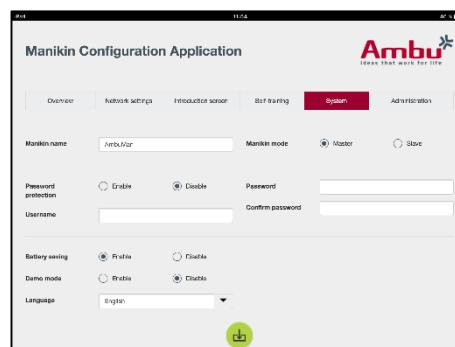 iPad 11:54
Manikin Configuration Application
Ambu
Ideas that work for life
Overview Network settings Introduction screen Self-training System Administration
Manikin name AmbuMan Manikin mode Master Slave
Password protection Enable Disable Password
Username Confirm password
Battery saving Enable Disable
Demo mode Enable Disable
Language English